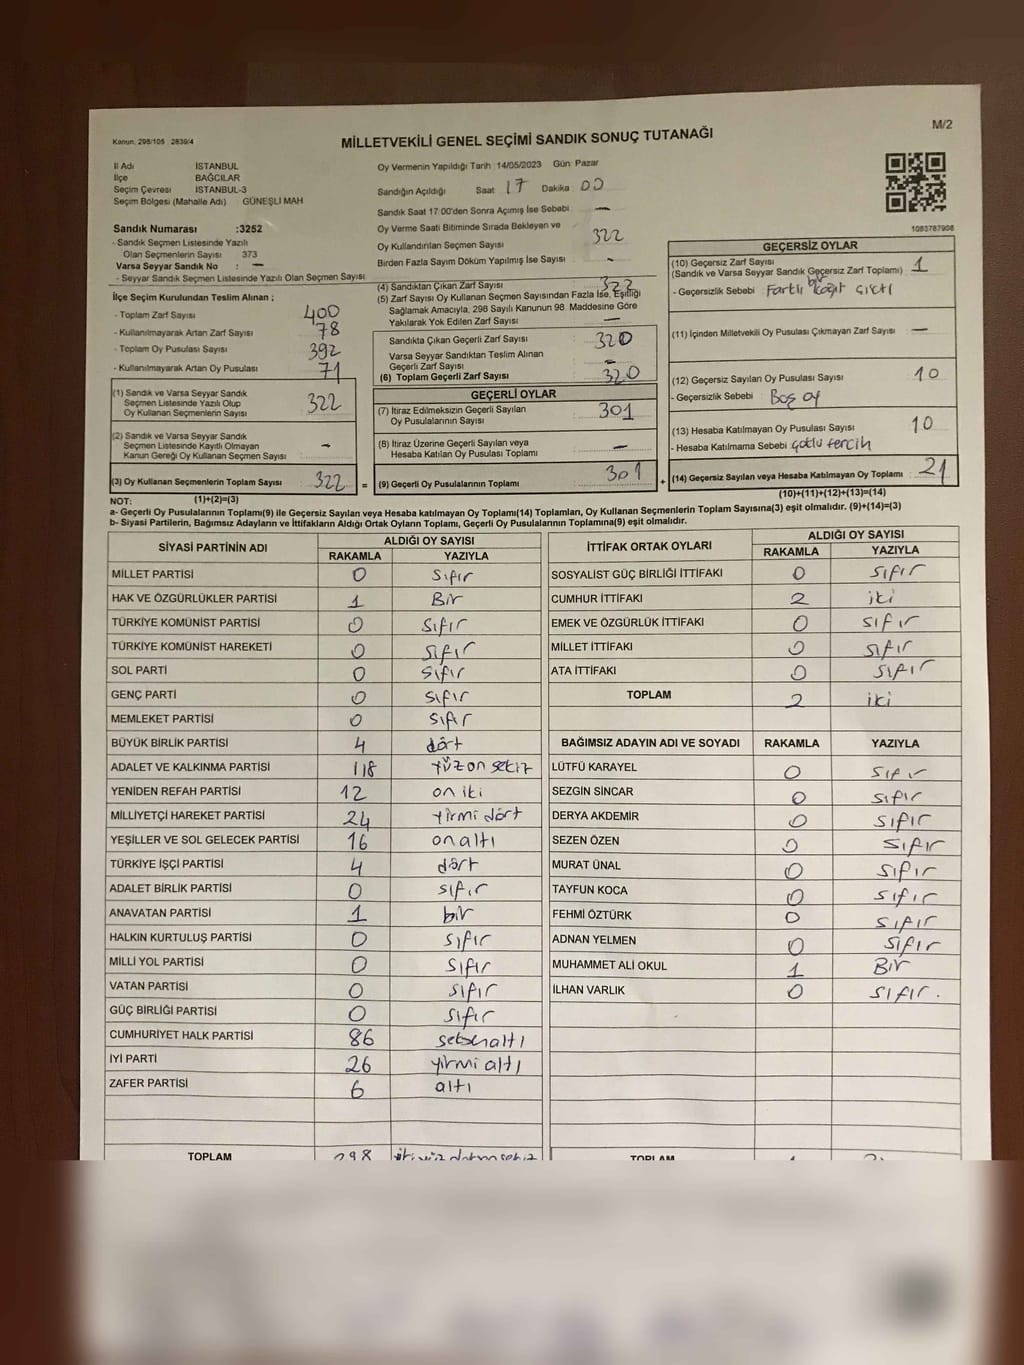 M/2
Kanun. 298/105 2839/4
MİLLETVEKİLİ GENEL SEÇİMİ SANDIK SONUÇ TUTANAĞI
İl Adı İSTANBUL
İlçe BAĞCILAR
Seçim Çevresi İSTANBUL-3
Seçim Bölgesi (Mahalle Adı) GÜNEŞLİ MAH
Sandık Numarası :3252
- Sandık Seçmen Listesinde Yazılı
Olan Seçmenlerin Sayısı 373
Varsa Seyyar Sandık No : —
- Seyyar Sandık Seçmen Listesinde Yazılı Olan Seçmen Sayısı
Oy Vermenin Yapıldığı Tarih 14/05/2023 Gün: Pazar
Sandığın Açıldığı Saat 17 Dakika 00
Sandık Saat 17:00'den Sonra Açımış İse Sebebi : —
Oy Verme Saati Bitiminde Sırada Bekleyen ve
Oy Kullandırılan Seçmen Sayısı 322
Birden Fazla Sayım Döküm Yapılmış İse Sayısı -
1083787908
İlçe Seçim Kurulundan Teslim Alınan ;
- Toplam Zarf Sayısı 400
- Kullanılmayarak Artan Zarf Sayısı 78
- Toplam Oy Pusulası Sayısı 392
- Kullanılmayarak Artan Oy Pusulası 71
(1) Sandık ve Varsa Seyyar Sandık
Seçmen Listesinde Yazılı Olup
Oy Kullanan Seçmenlerin Sayısı 322
(2) Sandık ve Varsa Seyyar Sandık
Seçmen Listesinde Kayıtlı Olmayan
Kanun Gereği Oy Kullanan Seçmen Sayısı : -
(3) Oy Kullanan Seçmenlerin Toplam Sayısı 322 =
(1)+(2)=(3)
(4) Sandıktan Çıkan Zarf Sayısı 322
(5) Zarf Sayısı Oy Kullanan Seçmen Sayısından Fazla İse, Eşitliği
Sağlamak Amacıyla, 298 Sayılı Kanunun 98. Maddesine Göre
Yakılarak Yok Edilen Zarf Sayısı —
Sandıkta Çıkan Geçerli Zarf Sayısı 320
Varsa Seyyar Sandıktan Teslim Alınan
Geçerli Zarf Sayısı -
(6) Toplam Geçerli Zarf Sayısı 320
GEÇERLİ OYLAR
(7) İtiraz Edilmeksizin Geçerli Sayılan
Oy Pusulalarının Sayısı 301
(8) İtiraz Üzerine Geçerli Sayılan veya
Hesaba Katılan Oy Pusulası Toplamı —
(9) Geçerli Oy Pusulalarının Toplamı 301 +
GEÇERSİZ OYLAR
(10) Geçersiz Zarf Sayısı
(Sandık ve Varsa Seyyar Sandık Geçersiz Zarf Toplamı) 1
- Geçersizlik Sebebi Farklı bir kağıt çıktı
(11) İçinden Milletvekili Oy Pusulası Çıkmayan Zarf Sayısı —
(12) Geçersiz Sayılan Oy Pusulası Sayısı 10
- Geçersizlik Sebebi Boş oy
(13) Hesaba Katılmayan Oy Pusulası Sayısı 10
- Hesaba Katılmama Sebebi çoklu tercih
(14) Geçersiz Sayılan veya Hesaba Katılmayan Oy Toplamı 21
(10)+(11)+(12)+(13)=(14)
NOT:
a- Geçerli Oy Pusulalarının Toplamı(9) ile Geçersiz Sayılan veya Hesaba katılmayan Oy Toplamı(14) Toplamları, Oy Kullanan Seçmenlerin Toplam Sayısına(3) eşit olmalıdır. (9)+(14)=(3)
b- Siyasi Partilerin, Bağımsız Adayların ve İttifakların Aldığı Ortak Oyların Toplamı, Geçerli Oy Pusulalarının Toplamına(9) eşit olmalıdır.
SİYASİ PARTİNİN ADI ALDIĞI OY SAYISI
RAKAMLA YAZIYLA
MİLLET PARTİSİ 0 Sıfır
HAK VE ÖZGÜRLÜKLER PARTİSİ 1 Bir
TÜRKİYE KOMÜNİST PARTİSİ 0 sıfır
TÜRKİYE KOMÜNİST HAREKETİ 0 sıfır
SOL PARTİ 0 sıfır
GENÇ PARTİ 0 sıfır
MEMLEKET PARTİSİ 0 sıfır
BÜYÜK BİRLİK PARTİSİ 4 dört
ADALET VE KALKINMA PARTİSİ 118 yüz on sekiz
YENİDEN REFAH PARTİSİ 12 on iki
MİLLİYETÇİ HAREKET PARTİSİ 24 yirmi dört
YEŞİLLER VE SOL GELECEK PARTİSİ 16 on altı
TÜRKİYE İŞÇİ PARTİSİ 4 dört
ADALET BİRLİK PARTİSİ 0 sıfır
ANAVATAN PARTİSİ 1 bir
HALKIN KURTULUŞ PARTİSİ 0 sıfır
MİLLİ YOL PARTİSİ 0 sıfır
VATAN PARTİSİ 0 sıfır
GÜÇ BİRLİĞİ PARTİSİ 0 sıfır
CUMHURİYET HALK PARTİSİ 86 seksen altı
İYİ PARTİ 26 yirmi altı
ZAFER PARTİSİ 6 altı
TOPLAM 298
İTTİFAK ORTAK OYLARI ALDIĞI OY SAYISI
RAKAMLA YAZIYLA
SOSYALİST GÜÇ BİRLİĞİ İTTİFAKI 0 sıfır
CUMHUR İTTİFAKI 2 iki
EMEK VE ÖZGÜRLÜK İTTİFAKI 0 sıfır
MİLLET İTTİFAKI 0 sıfır
ATA İTTİFAKI 0 sıfır
TOPLAM 2 iki
BAĞIMSIZ ADAYIN ADI VE SOYADI RAKAMLA YAZIYLA
LÜTFÜ KARAYEL 0 sıfır
SEZGİN SİNCAR 0 sıfır
DERYA AKDEMİR 0 sıfır
SEZEN ÖZEN 0 sıfır
MURAT ÜNAL 0 sıfır
TAYFUN KOCA 0 sıfır
FEHMİ ÖZTÜRK 0 sıfır
ADNAN YELMEN 0 sıfır
MUHAMMET ALİ OKUL 1 Bir
İLHAN VARLIK 0 sıfır.
TOPLAM